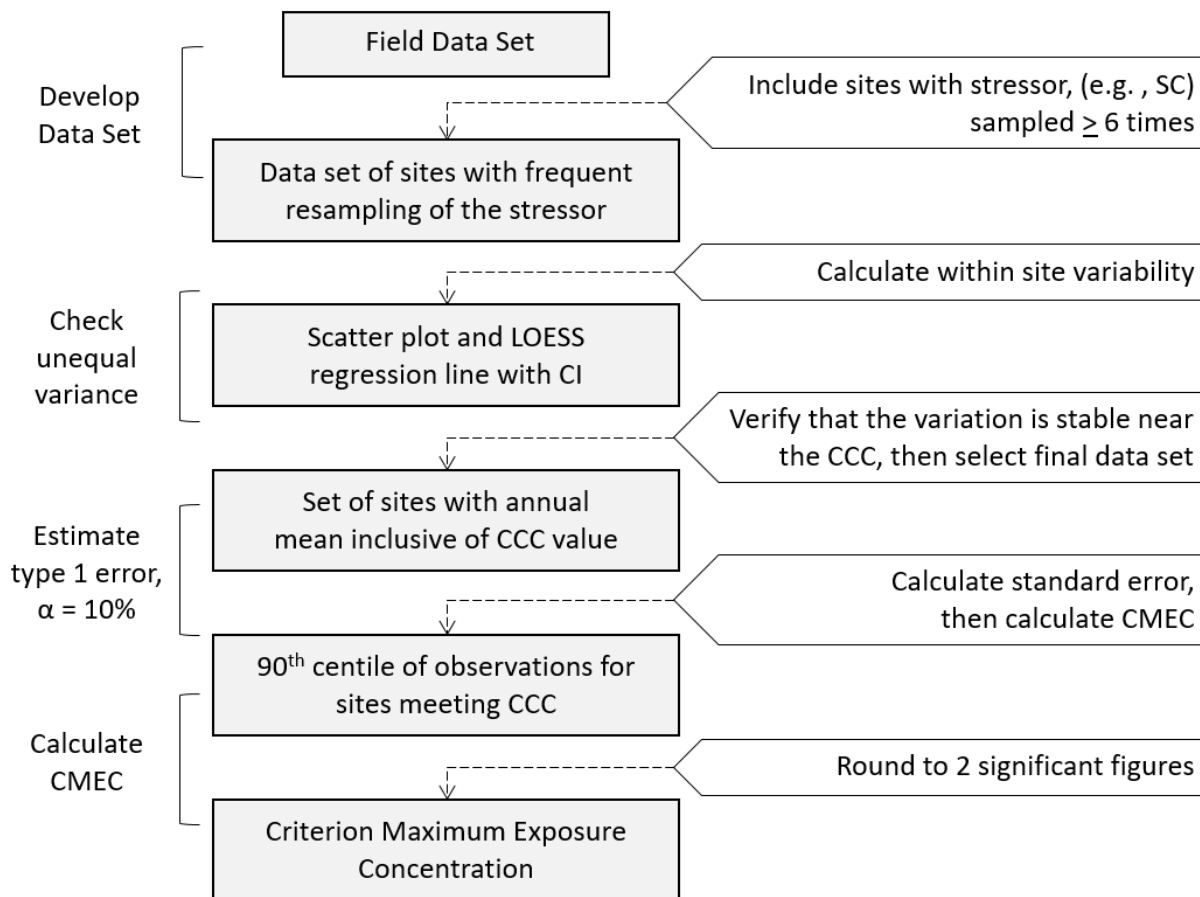 Field Data Set
Develop
Data Set
Include sites with stressor, (e.g. , SC)
sampled ≥ 6 times
Data set of sites with frequent
resampling of the stressor
Calculate within site variability
Check
unequal
variance
Scatter plot and LOESS
regression line with CI
Verify that the variation is stable near
the CCC, then select final data set
Set of sites with annual
mean inclusive of CCC value
Estimate
type 1 error,
α = 10%
Calculate standard error,
then calculate CMEC
90th centile of observations for
sites meeting CCC
Calculate
CMEC
Round to 2 significant figures
Criterion Maximum Exposure
Concentration